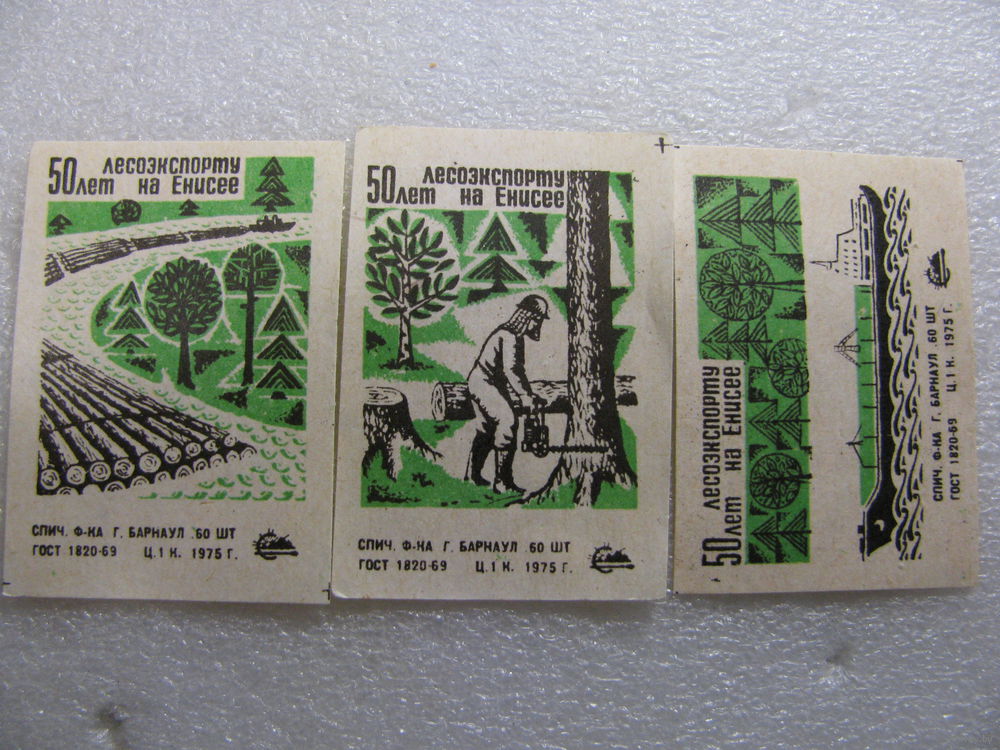 50 лесоэкспорту
лет на Енисее
СПИЧ. Ф-КА Г. БАРНАУЛ .60 ШТ
ГОСТ 1820-69 Ц.1 К. 1975 Г.
50 лесоэкспорту
лет на Енисее
СПИЧ. Ф-КА Г. БАРНАУЛ .60 ШТ
ГОСТ 1820-69 Ц.1 К. 1975 Г.
50 лесоэкспорту
лет на Енисее
СПИЧ. Ф-КА Г. БАРНАУЛ .60 ШТ
ГОСТ 1820-69 Ц.1 К. 1975 Г.